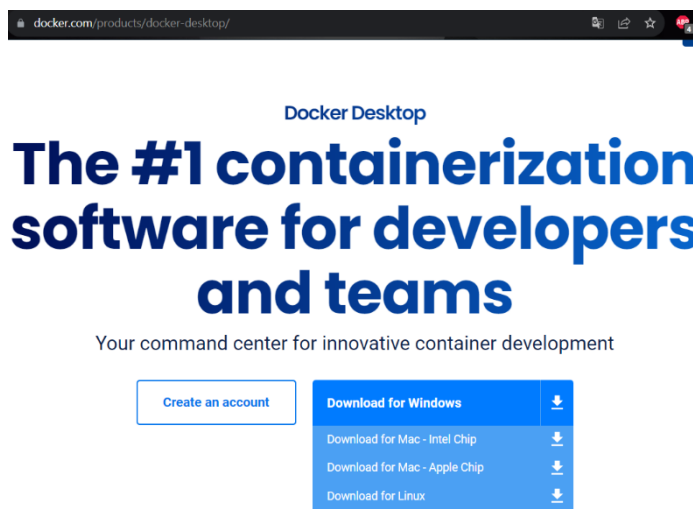 docker.com/products/docker-desktop/
ABP
4
Docker Desktop
The #1 containerization
software for developers
and teams
Your command center for innovative container development
Create an account
Download for Windows
Download for Mac - Intel Chip
Download for Mac - Apple Chip
Download for Linux